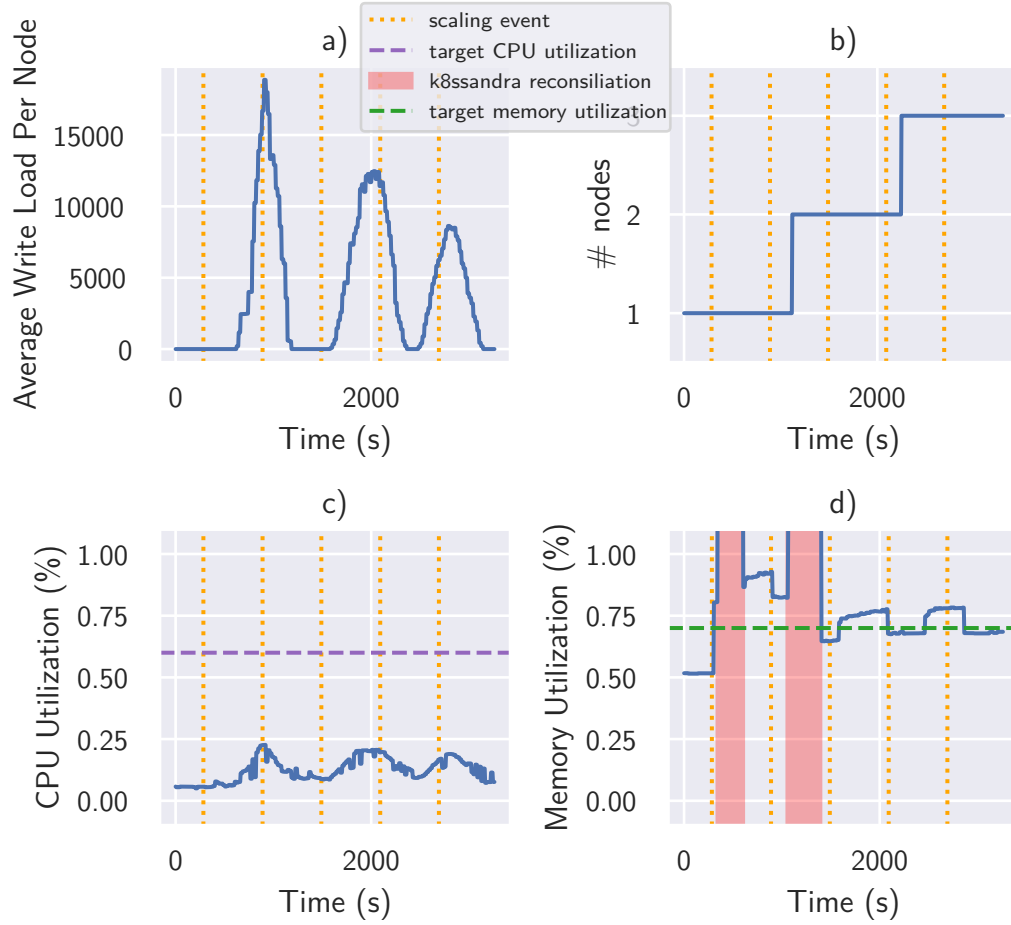 scaling event
target CPU utilization
k8ssandra reconsiliation
target memory utilization
a)
Average Write Load Per Node
15000
10000
5000
0
0
2000
Time (s)
b)
# nodes
3
2
1
0
2000
Time (s)
c)
CPU Utilization (%)
1.00
0.75
0.50
0.25
0.00
0
2000
Time (s)
d)
Memory Utilization (%)
1.00
0.75
0.50
0.25
0.00
0
2000
Time (s)